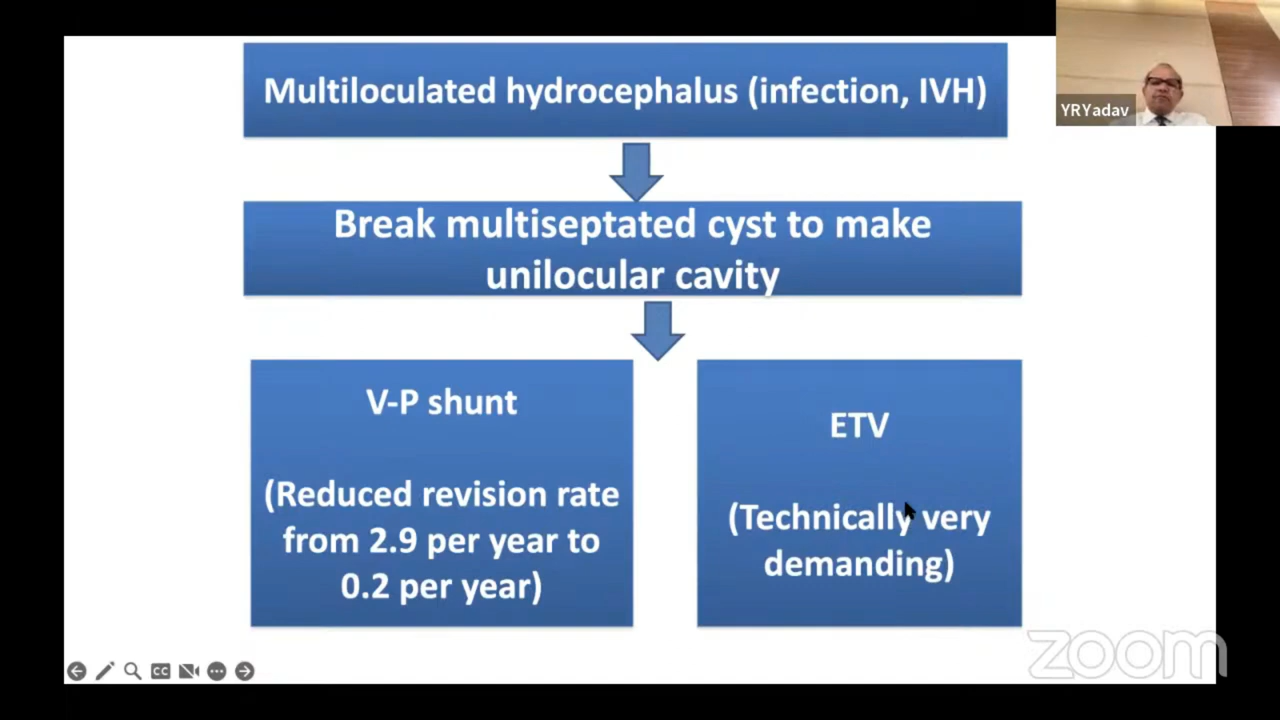 Multiloculated hydrocephalus (infection, IVH)
YRYadav
Break multiseptated cyst to make
unilocular cavity
V-P shunt
(Reduced revision rate
from 2.9 per year to
0.2 per year)
ETV
(Technically very
demanding)
CC
zoom